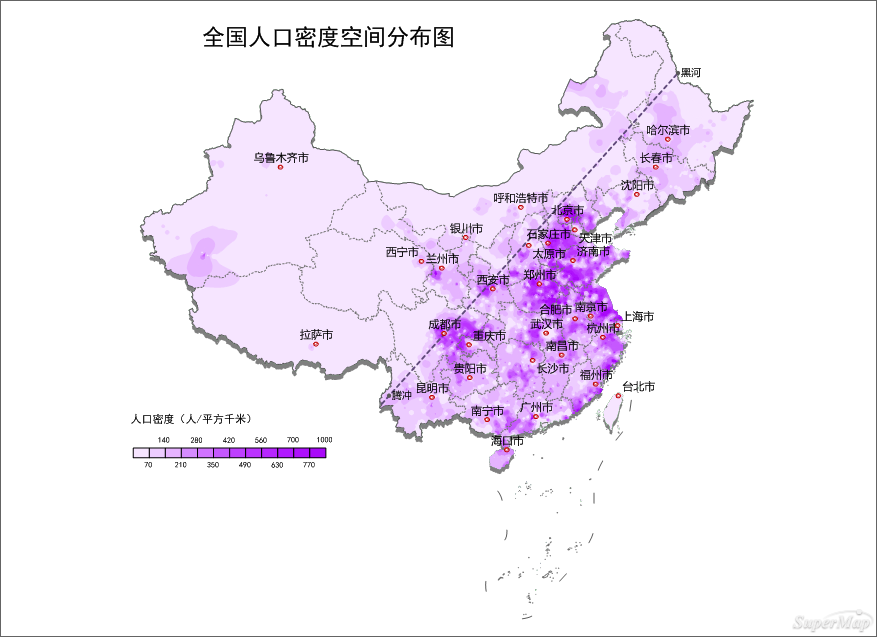 全国人口密度空间分布图
黑河
哈尔滨市
乌鲁木齐市
长春市
沈阳市
呼和浩特市
北京市
银川市
石家庄市
天津市
西宁市
兰州市
太原市
济南市
西安市
郑州市
合肥市
南京市
上海市
成都市
武汉市
杭州市
拉萨市
重庆市
南昌市
贵阳市
长沙市
福州市
昆明市
台北市
腾冲
南宁市
广州市
人口密度（人/平方千米）
海口市
140 280 420 560 700 1000
70 210 350 490 630 770
SuperMap